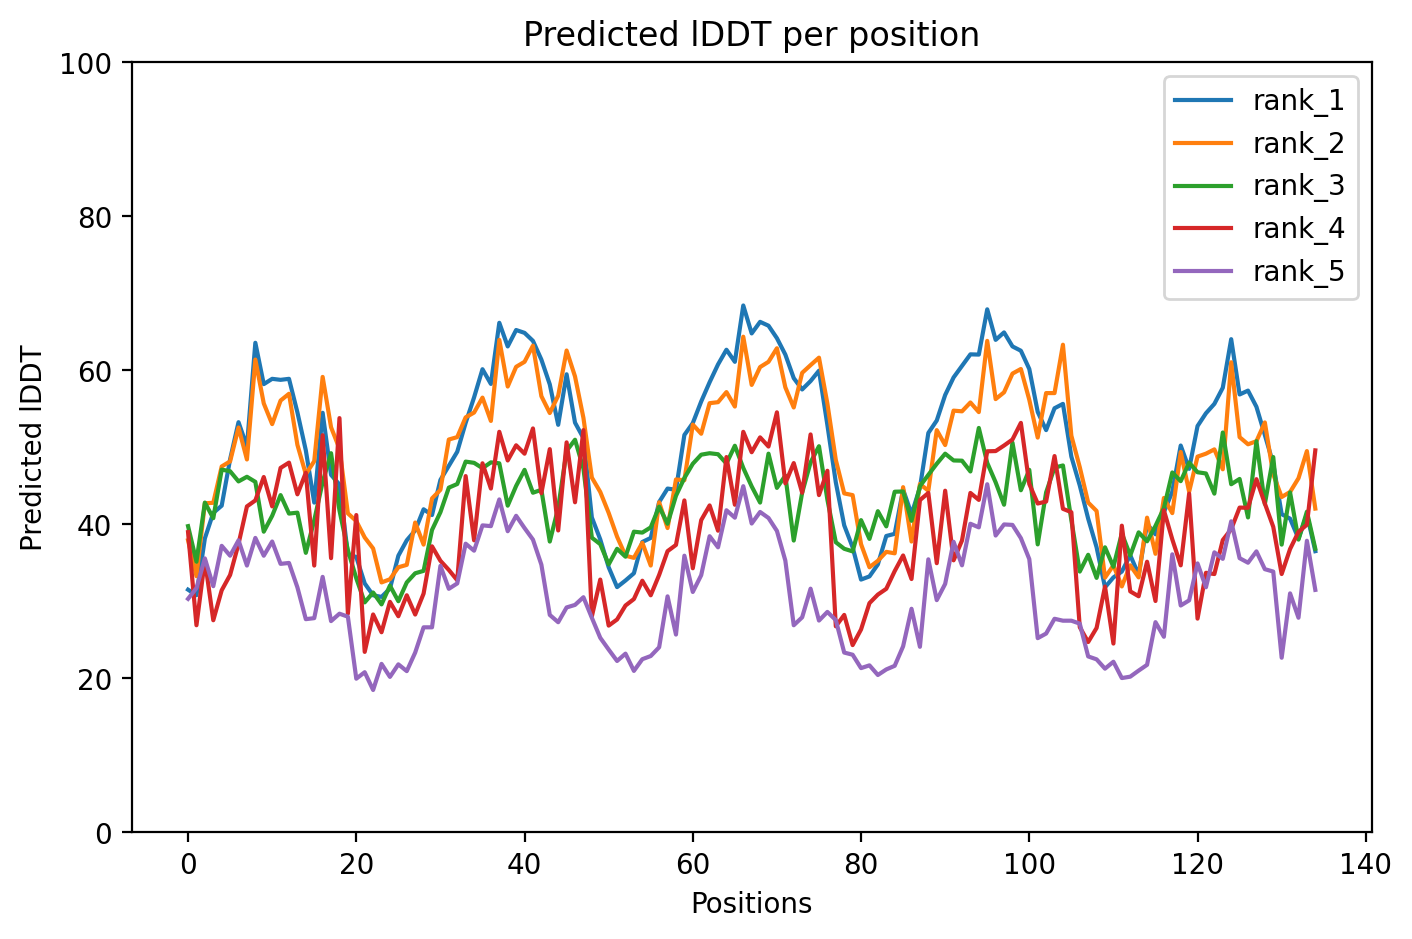 Predicted lDDT per position
100
80
60
40
20
0
Predicted lDDT
0 20 40 60 80 100 120 140
Positions
rank_1
rank_2
rank_3
rank_4
rank_5